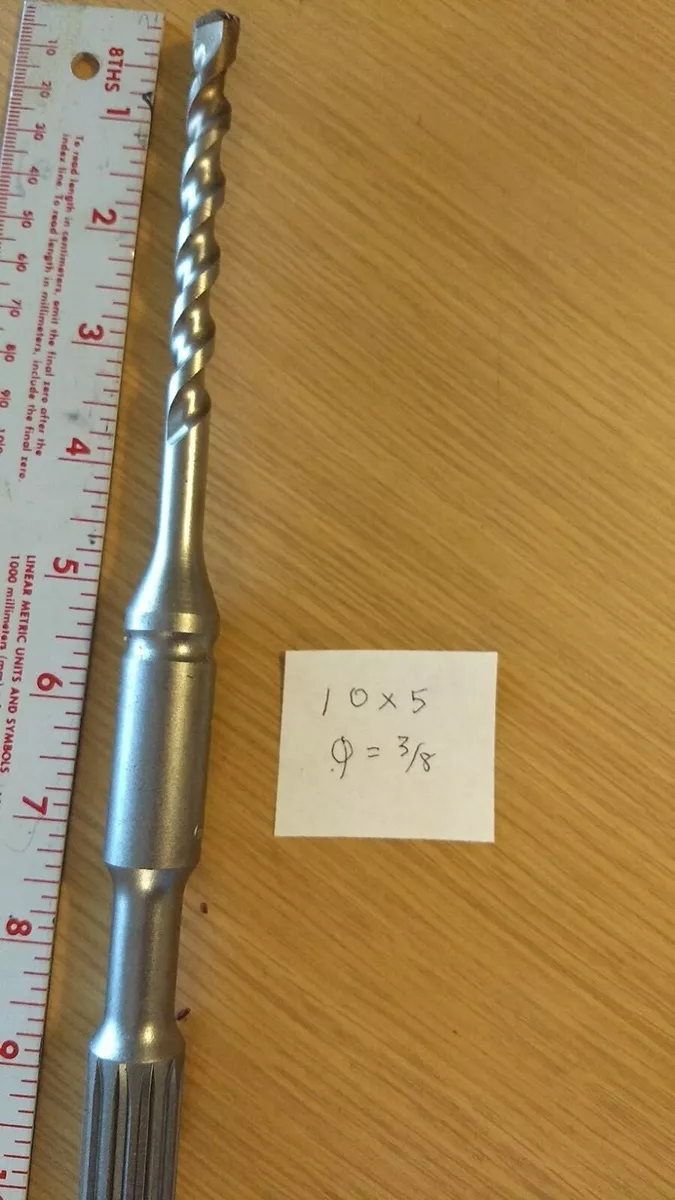 8THS
1
2
3
4
5
6
7
8
9
10
20
30
40
50
60
70
80
90
To read length in centimeters, omit the final zero after the
index line. To read length in millimeters, include the final zero.
LINEAR METRIC UNITS AND SYMBOLS
1000 millimeters (mm)
10 x 5
φ = 3/8